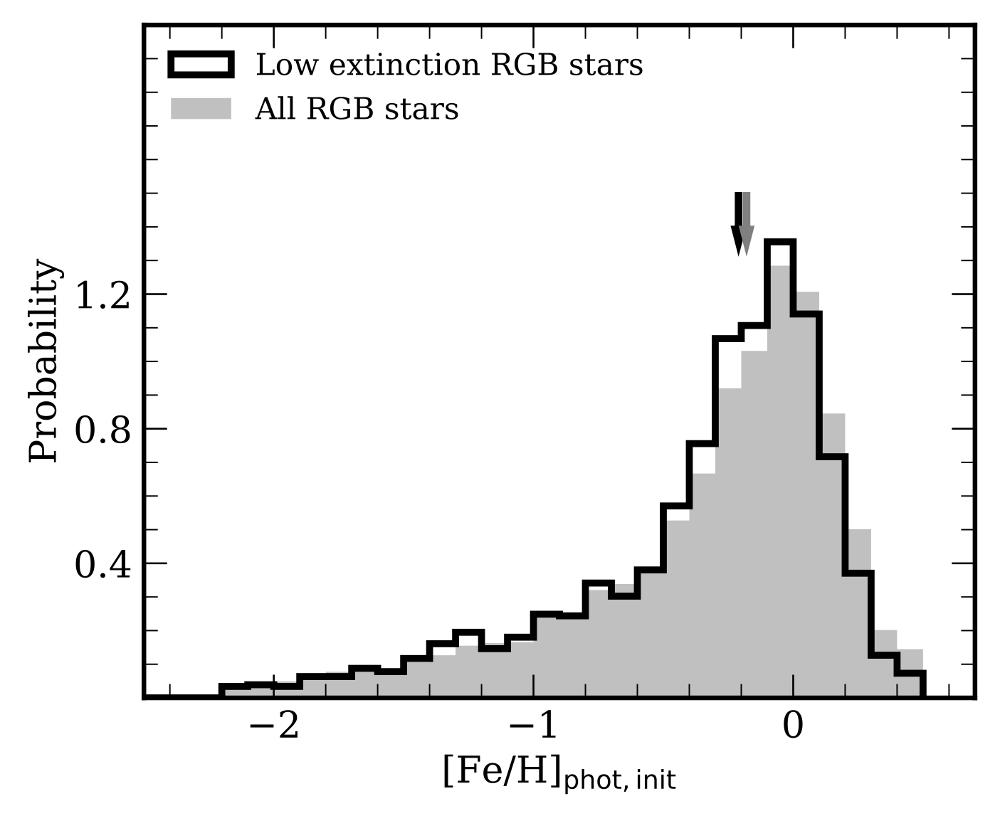 Low extinction RGB stars
All RGB stars
Probability
1.2
0.8
0.4
−2 −1 0
[Fe/H]phot, init